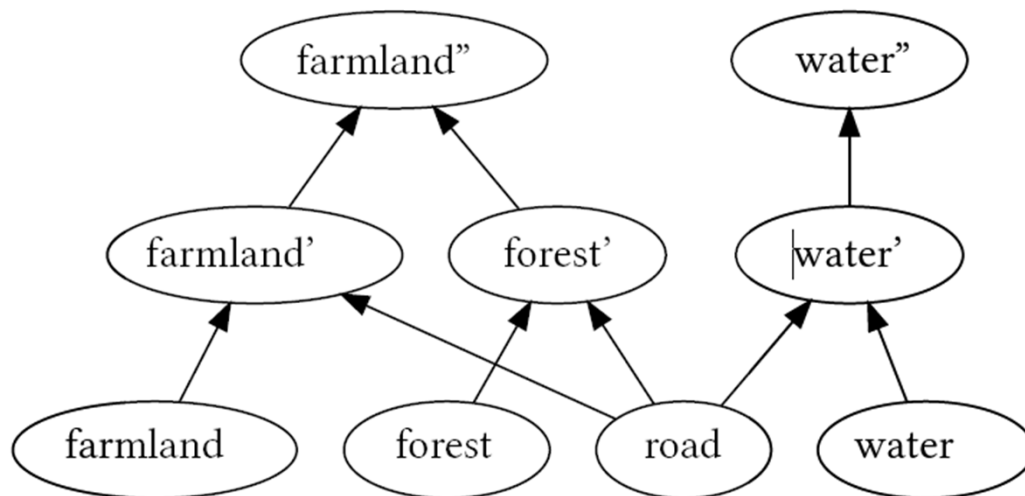 farmland”
water”
farmland’
forest’
water’
farmland
forest
road
water